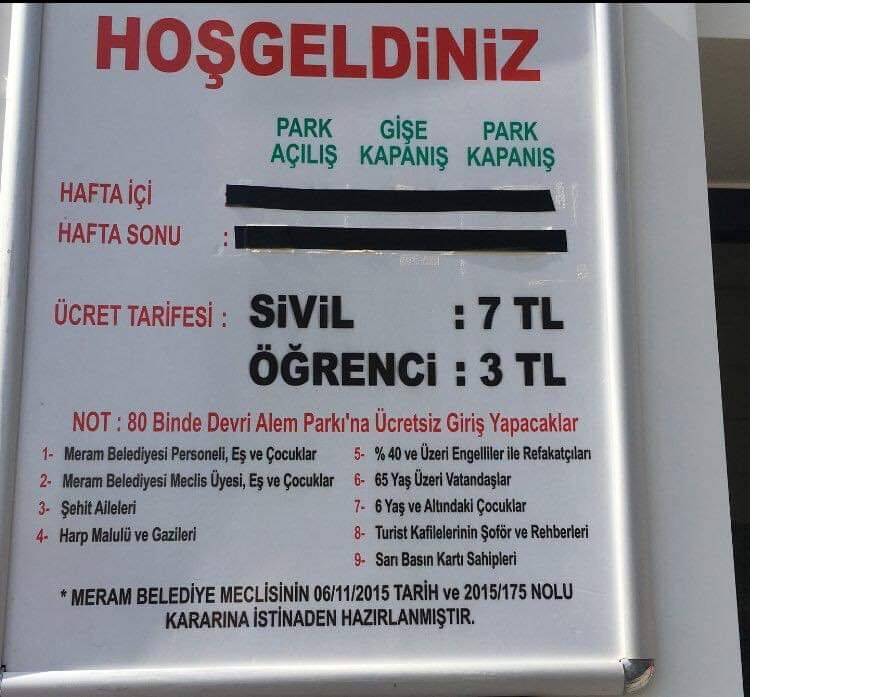 HOŞGELDİNİZ
PARK AÇILIŞ GİŞE KAPANIŞ PARK KAPANIŞ
HAFTA İÇİ
HAFTA SONU :
ÜCRET TARİFESİ : SİVİL : 7 TL
ÖĞRENCİ : 3 TL
NOT : 80 Binde Devri Alem Parkı'na Ücretsiz Giriş Yapacaklar
1- Meram Belediyesi Personeli, Eş ve Çocuklar
2- Meram Belediyesi Meclis Üyesi, Eş ve Çocuklar
3- Şehit Aileleri
4- Harp Malulü ve Gazileri
5- % 40 ve Üzeri Engelliler ile Refakatçıları
6- 65 Yaş Üzeri Vatandaşlar
7- 6 Yaş ve Altındaki Çocuklar
8- Turist Kafilelerinin Şoför ve Rehberleri
9- Sarı Basın Kartı Sahipleri
* MERAM BELEDİYE MECLİSİNİN 06/11/2015 TARİH ve 2015/175 NOLU
KARARINA İSTİNADEN HAZIRLANMIŞTIR.